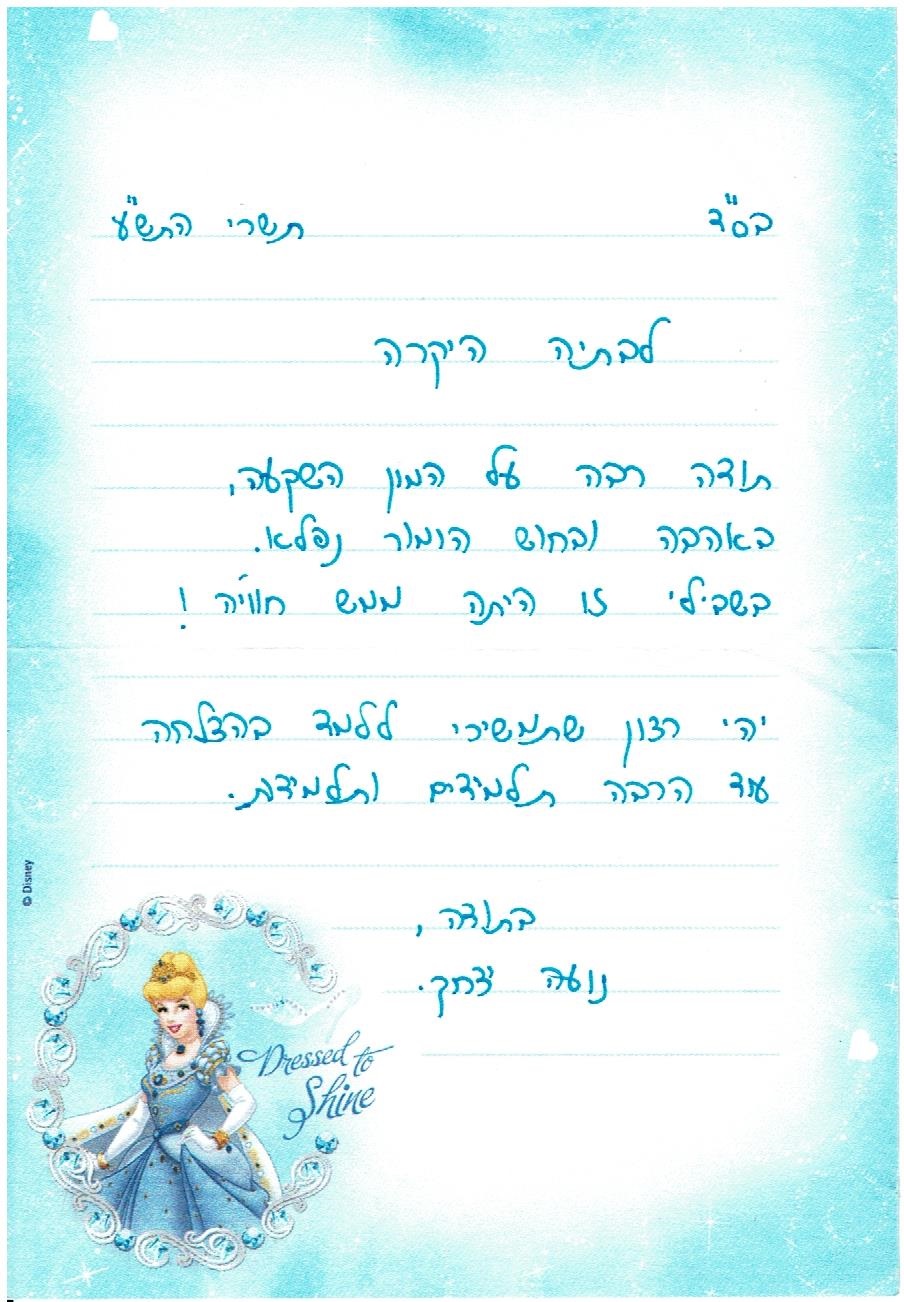 בס"ד תשרי התש"ע
לבתיה היקרה
תודה רבה על המון השקעה,
באהבה ובחוש הומור נפלא.
בשבילי זו היתה ממש חוויה!
יהי רצון שתמשיכי ללמד בהצלחה
עוד הרבה תלמידים ותלמידות.
בתודה,
נועה יצחק.
Dressed to
Shine
© Disney